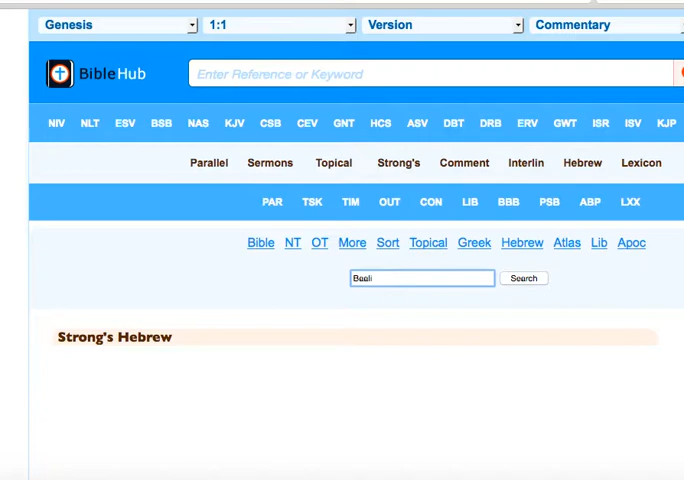 Genesis 1:1 Version Commentary
BibleHub Enter Reference or Keyword
NIV NLT ESV BSB NAS KJV CSB CEV GNT HCS ASV DBT DRB ERV GWT ISR ISV KJP
Parallel Sermons Topical Strong's Comment Interlin Hebrew Lexicon
PAR TSK TIM OUT CON LIB BBB PSB ABP LXX
Bible NT OT More Sort Topical Greek Hebrew Atlas Lib Apoc
Baali Search
Strong's Hebrew